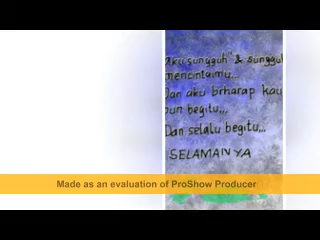 aku sungguh" & sungguh
mencintaimu...
Dan aku brharap kau
pun begitu...
Dan selalu begitu...
SELAMANYA
Made as an evaluation of ProShow Producer